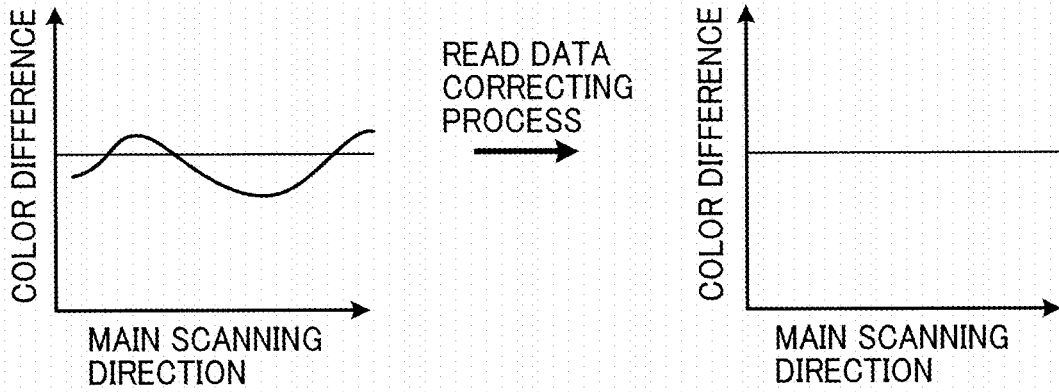 COLOR DIFFERENCE
MAIN SCANNING
DIRECTION
READ DATA
CORRECTING
PROCESS
COLOR DIFFERENCE
MAIN SCANNING
DIRECTION